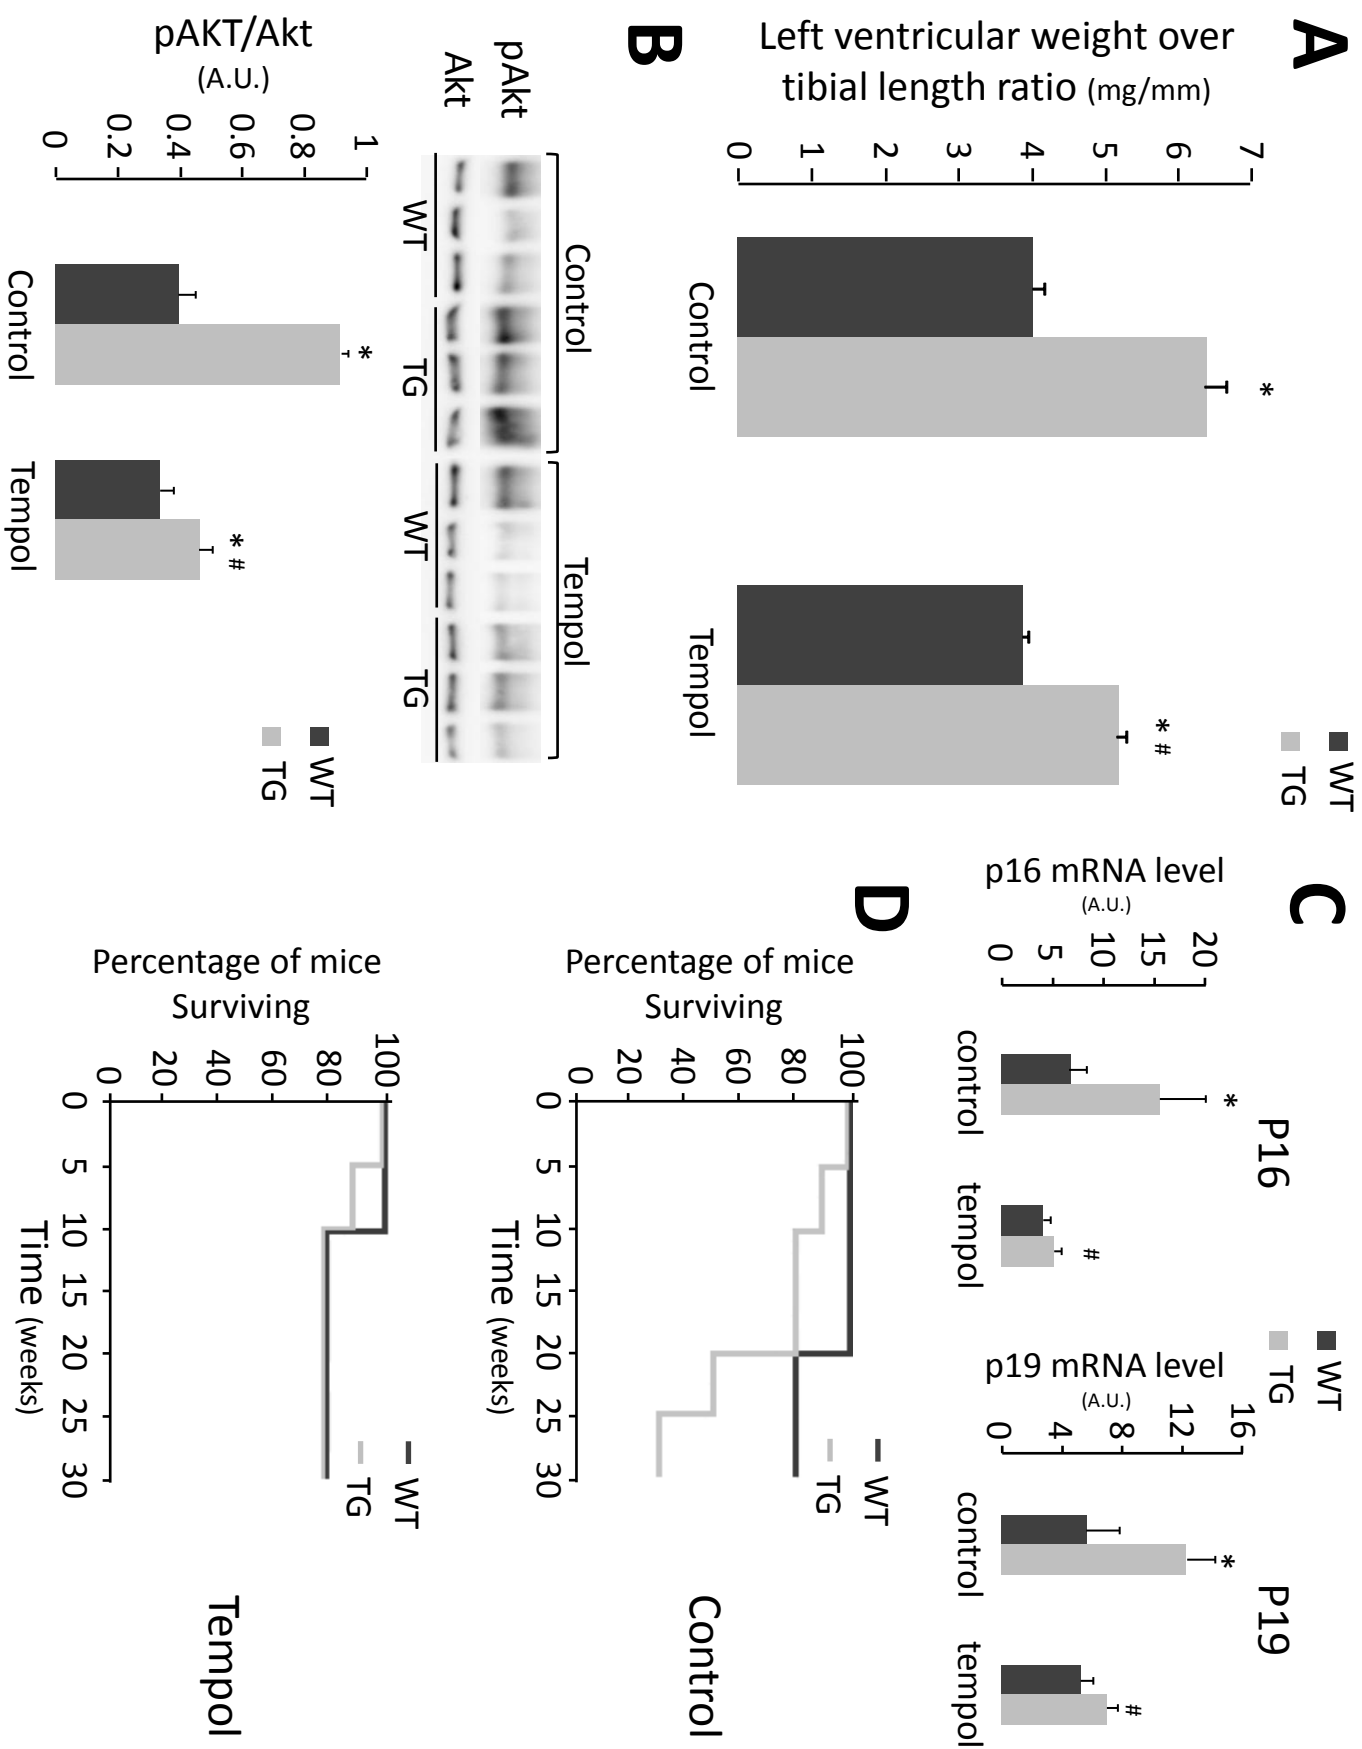 A
Left ventricular weight over
tibial length ratio (mg/mm)
0 1 2 3 4 5 6 7
*
* #
Control
Tempol
WT
TG
B
pAkt
Akt
Control
Tempol
WT
TG
WT
TG
pAKT/Akt
(A.U.)
0 0.2 0.4 0.6 0.8 1
*
* #
Control
Tempol
WT
TG
C
P16
p16 mRNA level
(A.U.)
0 5 10 15 20
*
#
control
tempol
WT
TG
P19
p19 mRNA level
(A.U.)
0 4 8 12 16
*
#
control
tempol
D
Percentage of mice
Surviving
0 20 40 60 80 100
0 5 10 15 20 25 30
Time (weeks)
WT
TG
Control
Percentage of mice
Surviving
0 20 40 60 80 100
0 5 10 15 20 25 30
Time (weeks)
WT
TG
Tempol